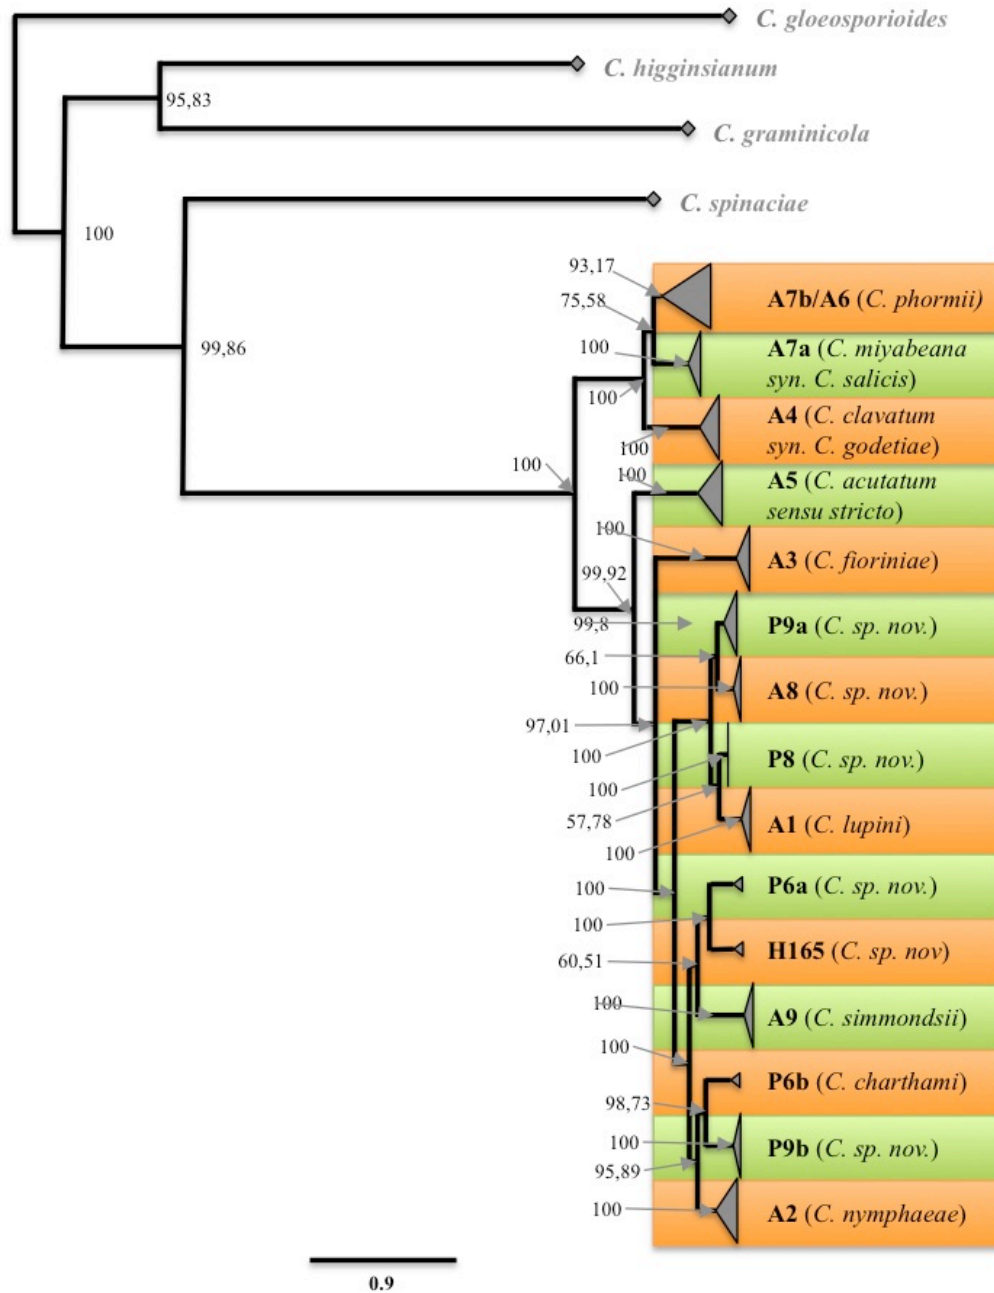 C. gloeosporioides
C. higginsianum
95,83
C. graminicola
C. spinaciae
100
93,17
A7b/A6 (C. phormii)
75,58
99,86
100
A7a (C. miyabeana
syn. C. salicis)
100
A4 (C. clavatum
syn. C. godetiae)
100
100
100
A5 (C. acutatum
sensu stricto)
100
A3 (C. fioriniae)
99,92
99,8
P9a (C. sp. nov.)
66,1
100
A8 (C. sp. nov.)
97,01
100
P8 (C. sp. nov.)
100
57,78
A1 (C. lupini)
100
100
P6a (C. sp. nov.)
100
H165 (C. sp. nov)
60,51
100
A9 (C. simmondsii)
100
P6b (C. charthami)
98,73
100
P9b (C. sp. nov.)
95,89
100
A2 (C. nymphaeae)
0.9